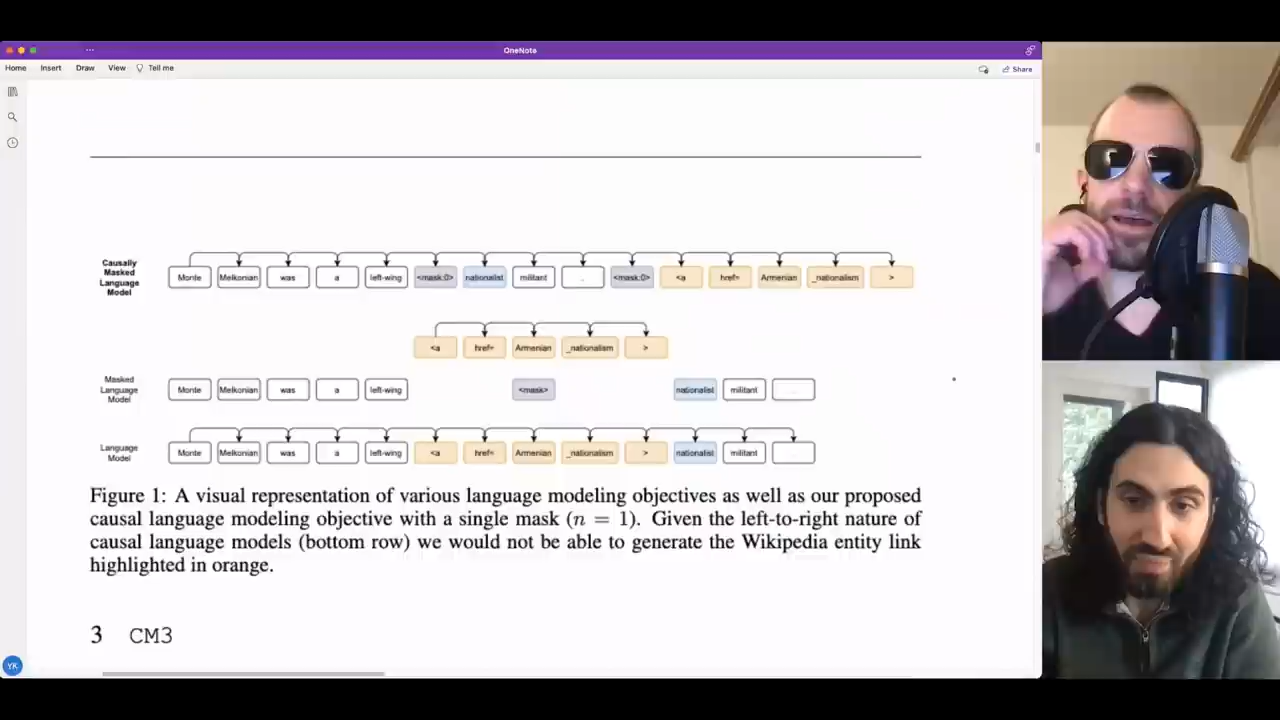 OneNote
Home Insert Draw View Tell me Share
Causally
Masked
Language
Model
Monte Melkonian was a left-wing <mask:0> nationalist militant . <mask:0> <a href= Armenian _nationalism >
<a href= Armenian _nationalism >
Masked
Language
Model
Monte Melkonian was a left-wing <mask> nationalist militant .
Language
Model
Monte Melkonian was a left-wing <a href= Armenian _nationalism > nationalist militant .
Figure 1: A visual representation of various language modeling objectives as well as our proposed
causal language modeling objective with a single mask (n = 1). Given the left-to-right nature of
causal language models (bottom row) we would not be able to generate the Wikipedia entity link
highlighted in orange.
3 CM3
YK